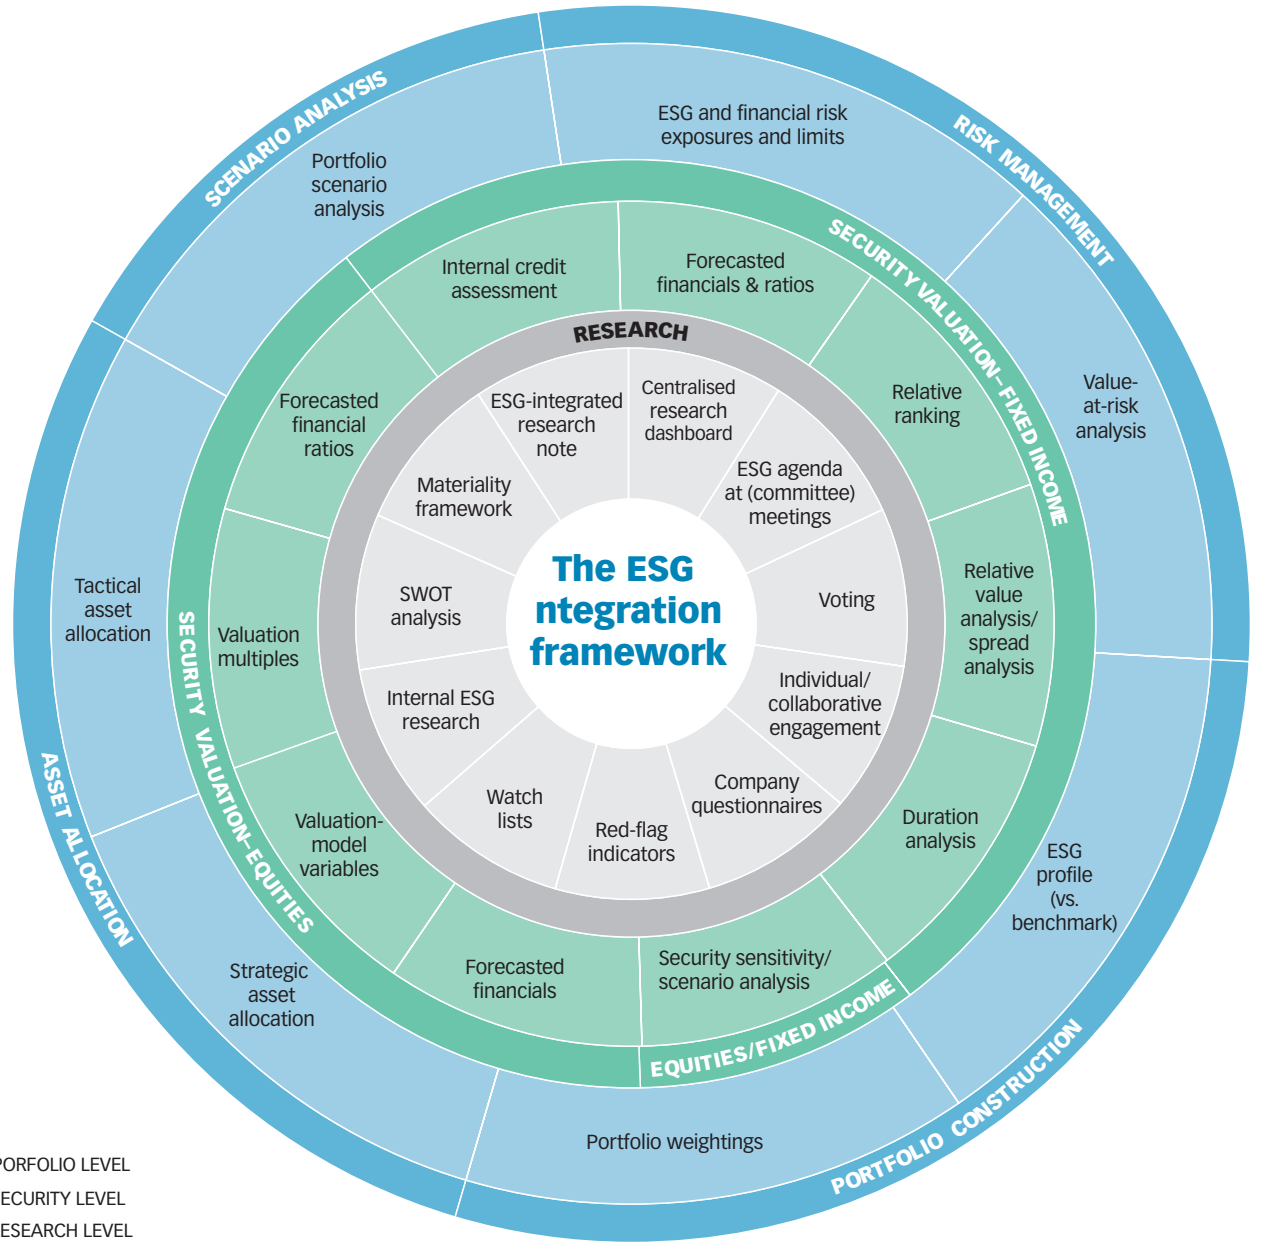 SCENARIO ANALYSIS
RISK MANAGEMENT
ESG and financial risk
exposures and limits
Portfolio
scenario
analysis
SECURITY VALUATION–FIXED INCOME
Internal credit
assessment
Forecasted
financials & ratios
RESEARCH
Value-
at-risk
analysis
Relative
ranking
Forecasted
financial
ratios
ESG-integrated
research
note
Centralised
research
dashboard
Materiality
framework
ESG agenda
at (committee)
meetings
The ESG
ntegration
framework
SWOT
analysis
Voting
Tactical
asset
allocation
Valuation
multiples
Relative
value
analysis/
spread
analysis
Internal ESG
research
Individual/
collaborative
engagement
Watch
lists
Red-flag
indicators
Company
questionnaires
SECURITY VALUATION–EQUITIES
ASSET ALLOCATION
Valuation-
model
variables
Duration
analysis
ESG
profile
(vs.
benchmark)
Forecasted
financials
Security sensitivity/
scenario analysis
Strategic
asset
allocation
EQUITIES/FIXED INCOME
Portfolio weightings
PORTFOLIO CONSTRUCTION
PORFOLIO LEVEL
ECURITY LEVEL
ESEARCH LEVEL